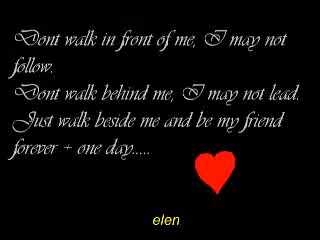 Dont walk in front of me, I may not
follow.
Dont walk behind me, I may not lead.
Just walk beside me and be my friend
forever + one day.....
elen